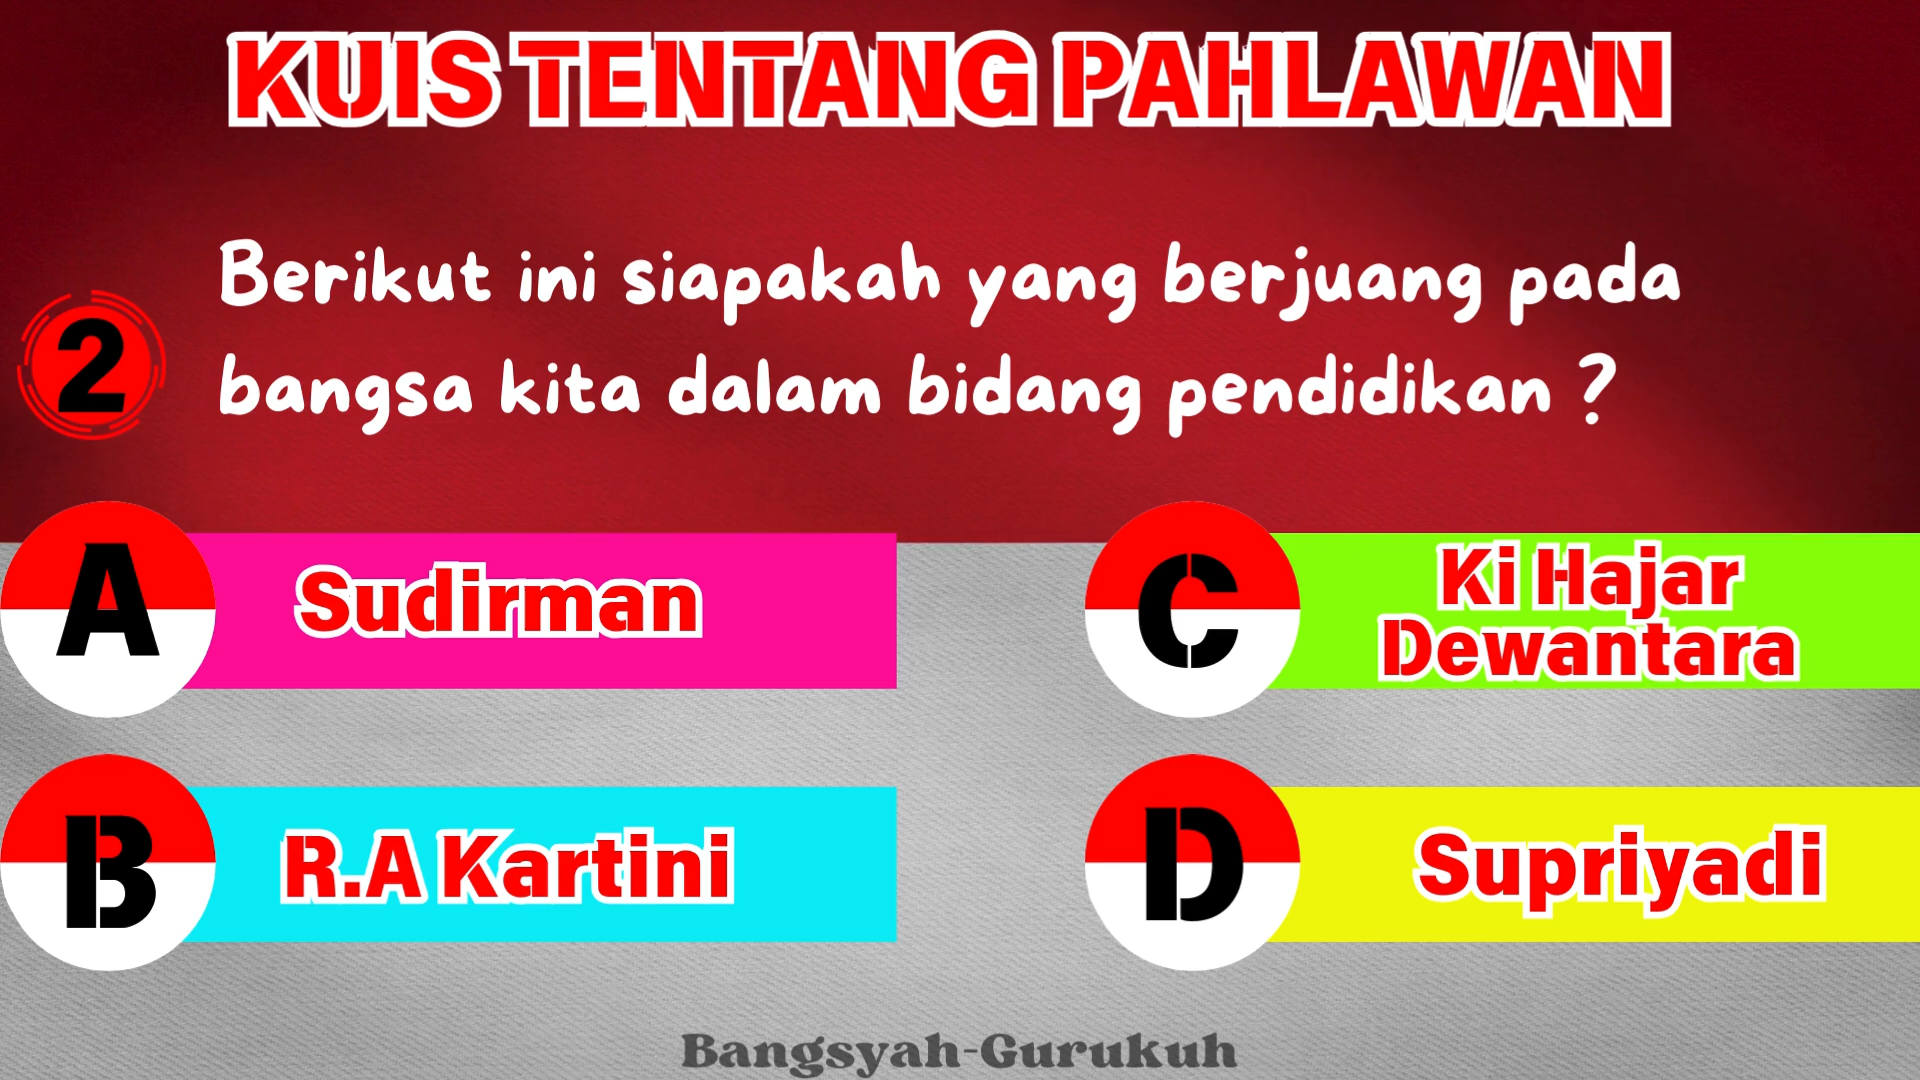 KUIS TENTANG PAHLAWAN
2
Berikut ini siapakah yang berjuang pada
bangsa kita dalam bidang pendidikan ?
A
Sudirman
B
R.A Kartini
C
Ki Hajar
Dewantara
D
Supriyadi
Bangsyah-Gurukuh